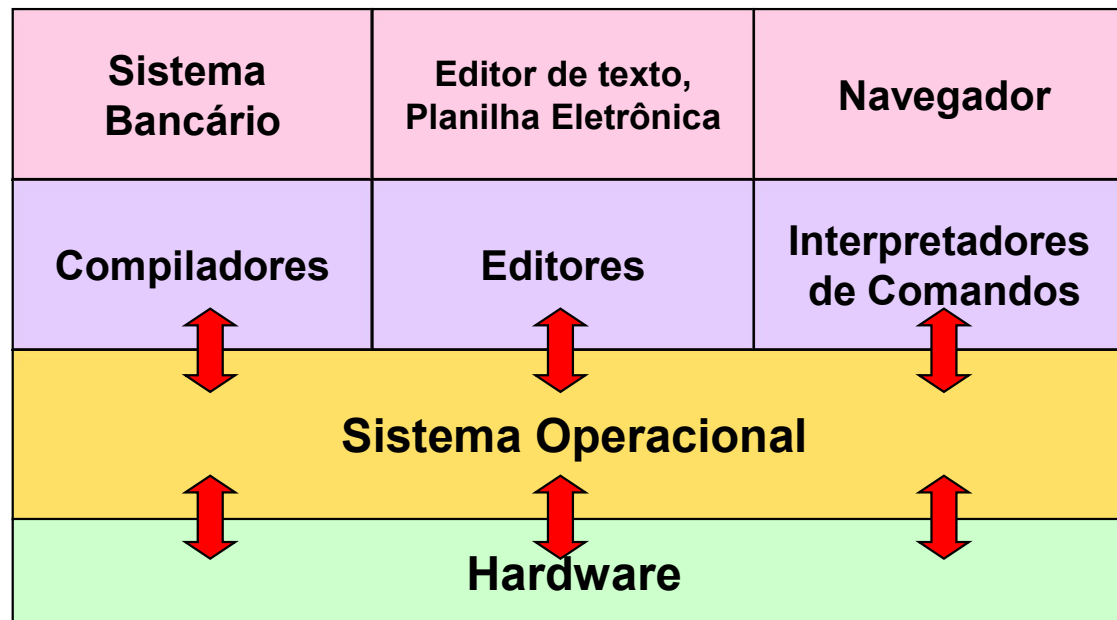 Sistema
Bancário
Editor de texto,
Planilha Eletrônica
Navegador
Compiladores
Editores
Interpretadores
de Comandos
Sistema Operacional
Hardware